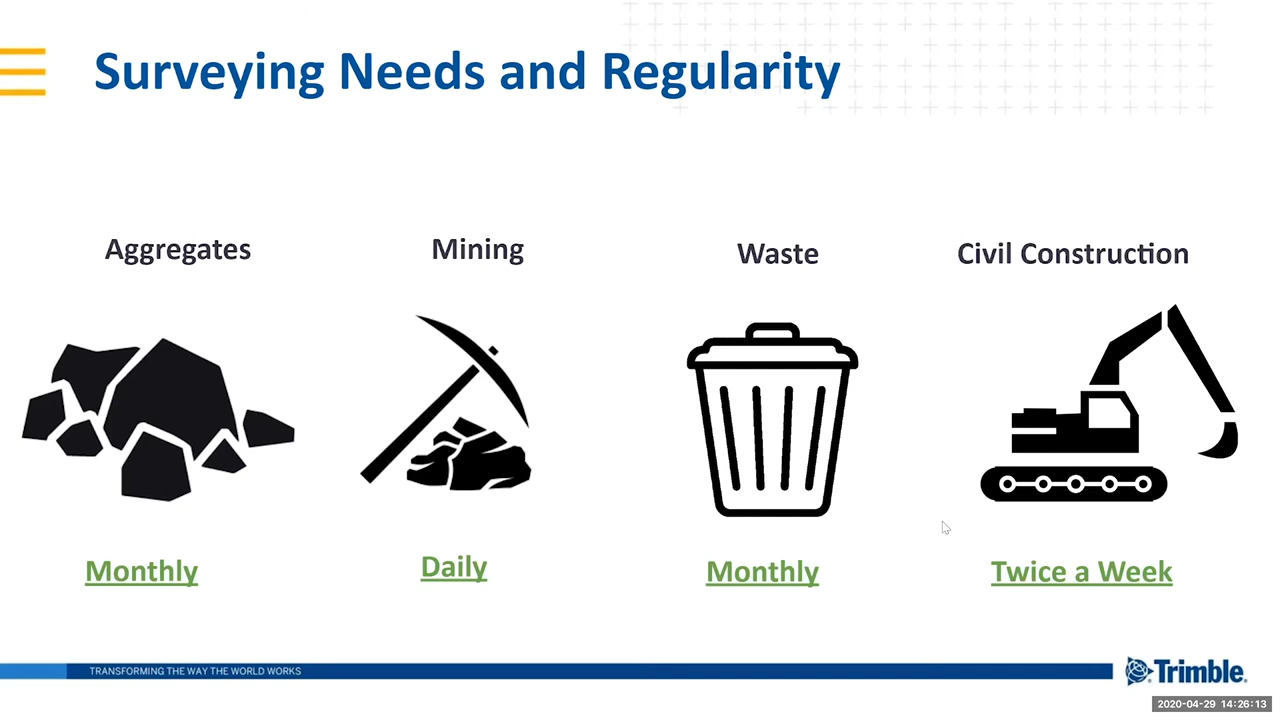 Surveying Needs and Regularity
Aggregates
Mining
Waste
Civil Construction
Monthly
Daily
Monthly
Twice a Week
TRANSFORMING THE WAY THE WORLD WORKS
Trimble.
2020-04-29 14:26:13